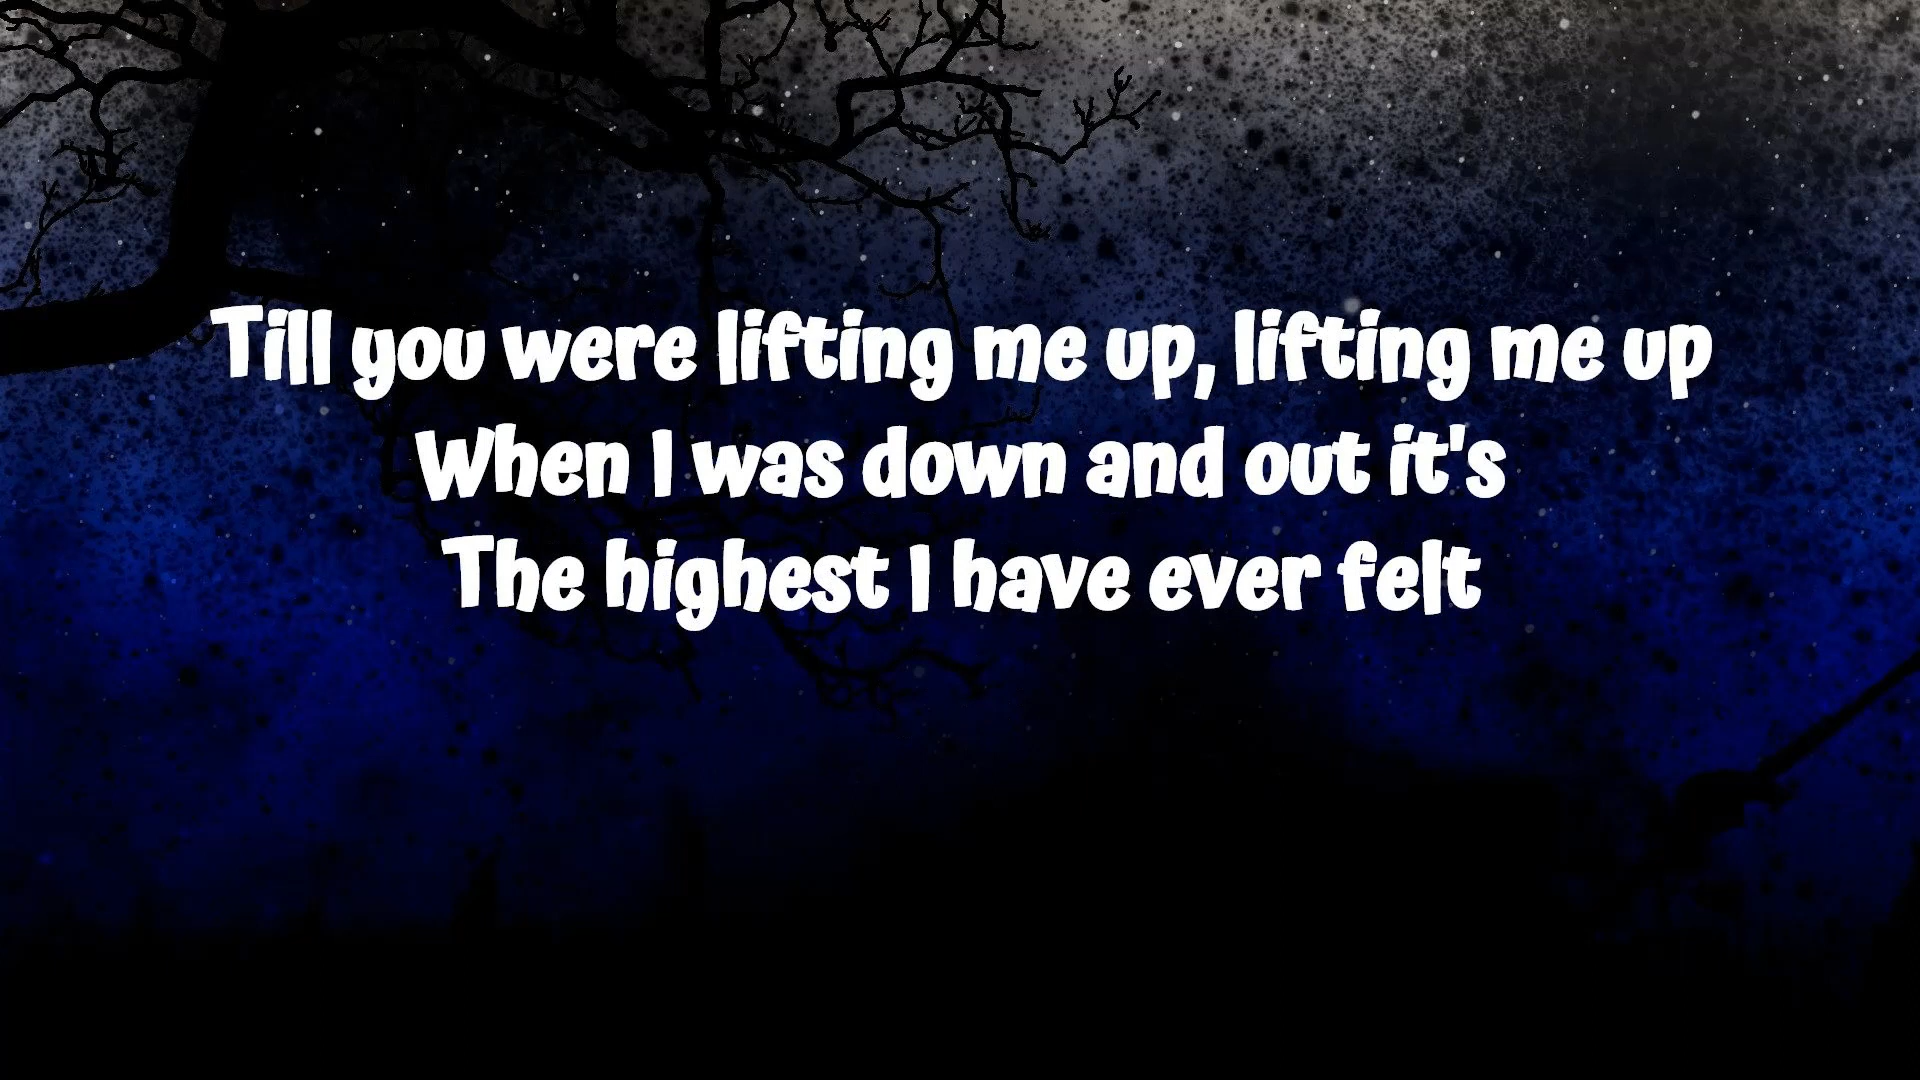 Till you were lifting me up, lifting me up
When I was down and out it's
The highest I have ever felt